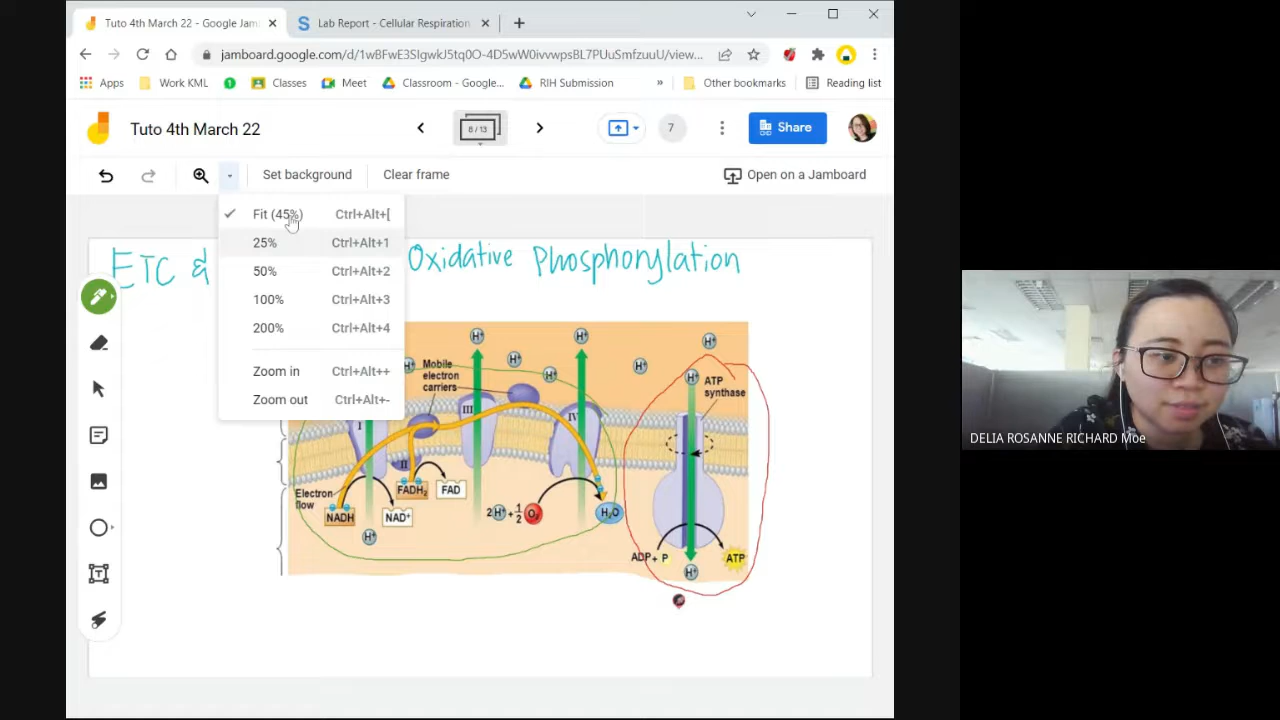 Tuto 4th March 22 - Google Jam
Lab Report - Cellular Respiration
jamboard.google.com/d/1wBFwE3SIgwkJ5tq0O-4D5wW0ivvwpsBL7PUuSmfzuuU/view...
Apps Work KML Classes Meet Classroom - Google... RIH Submission » Other bookmarks Reading list
Tuto 4th March 22
8 / 13
7
Share
Set background
Clear frame
Open on a Jamboard
Fit (45%) Ctrl+Alt+[
25% Ctrl+Alt+1
50% Ctrl+Alt+2
100% Ctrl+Alt+3
200% Ctrl+Alt+4
Zoom in Ctrl+Alt++
Zoom out Ctrl+Alt+-
ETC & Oxidative Phosphorylation
H+ H+ H+
H+ H+ H+ H+
Mobile
electron
carriers
H+ ATP
synthase
I II III IV
Electron
flow
FADH2 FAD
NADH NAD+
2H+ + 1/2 O2 H2O
H+
ADP + P ATP
H+
DELIA ROSANNE RICHARD Moe